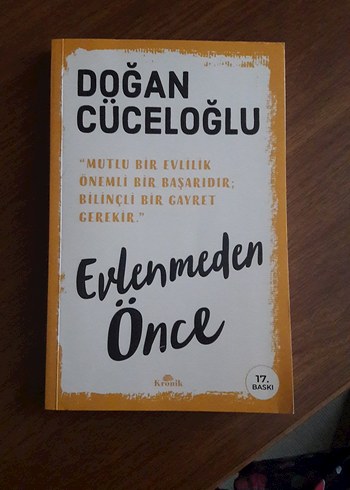 DOĞAN
CÜCELOĞLU
"MUTLU BIR EVLILIK
ÖNEMLI BIR BAŞARIDIR;
BILINÇLI BIR GAYRET
GEREKIR."
Evlenmeden
Önce
Kronik
17.
BASKI